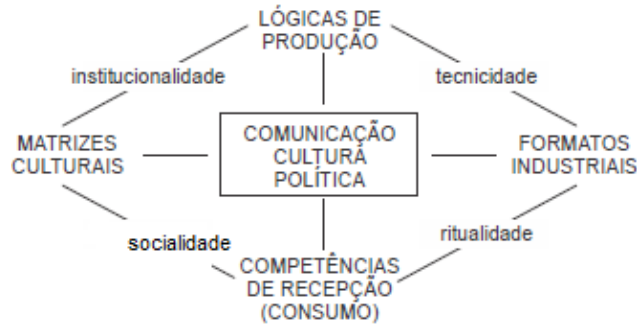 LÓGICAS DE
PRODUÇÃO
institucionalidade
tecnicidade
MATRIZES
CULTURAIS
COMUNICAÇÃO
CULTURA
POLÍTICA
FORMATOS
INDUSTRIAIS
socialidade
ritualidade
COMPETÊNCIAS
DE RECEPÇÃO
(CONSUMO)